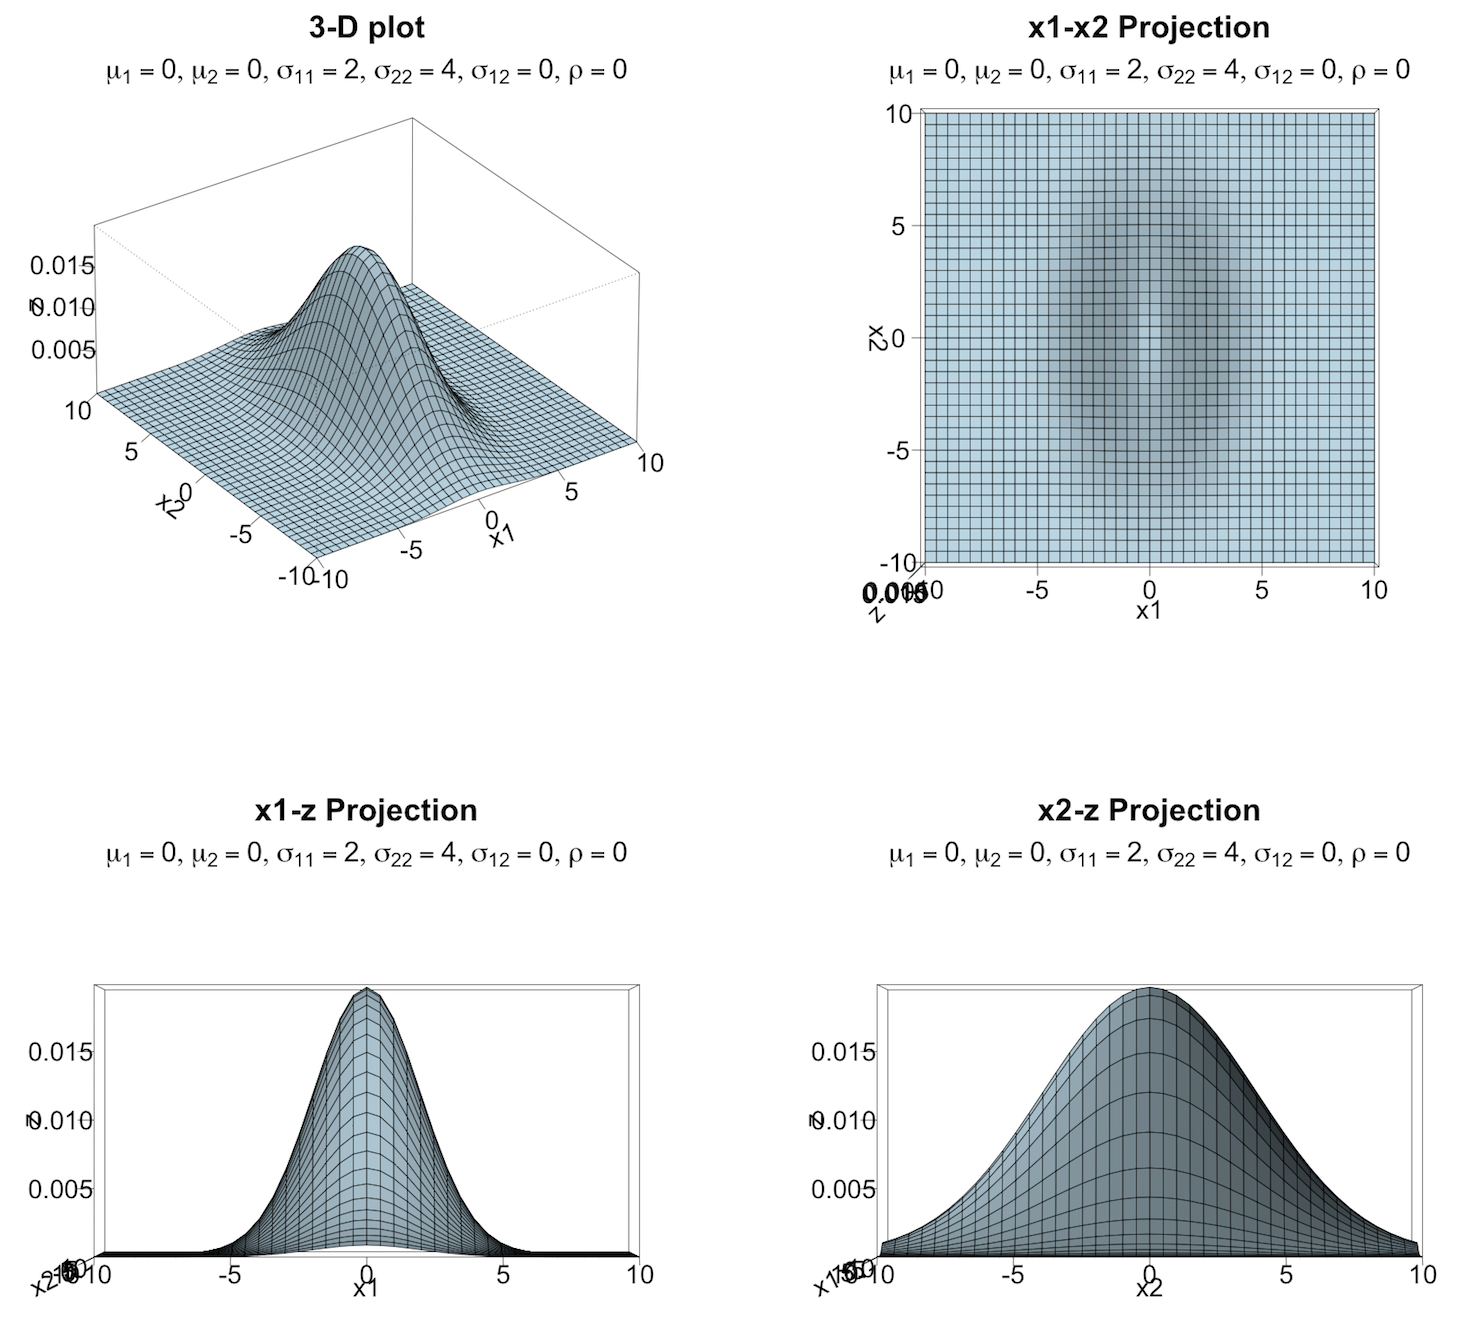 3-D plot
μ₁ = 0, μ₂ = 0, σ₁₁ = 2, σ₂₂ = 4, σ₁₂ = 0, ρ = 0
0.015
z
0.010
0.005
10
5
x2
0
-5
-10
-10
-5
0
x1
5
10
x1-x2 Projection
μ₁ = 0, μ₂ = 0, σ₁₁ = 2, σ₂₂ = 4, σ₁₂ = 0, ρ = 0
10
5
x2
0
-5
-10
z
-5
0
5
10
x1
x1-z Projection
μ₁ = 0, μ₂ = 0, σ₁₁ = 2, σ₂₂ = 4, σ₁₂ = 0, ρ = 0
0.015
z
0.010
0.005
x2
-5
0
5
10
x1
x2-z Projection
μ₁ = 0, μ₂ = 0, σ₁₁ = 2, σ₂₂ = 4, σ₁₂ = 0, ρ = 0
0.015
z
0.010
0.005
x1
-5
0
5
10
x2